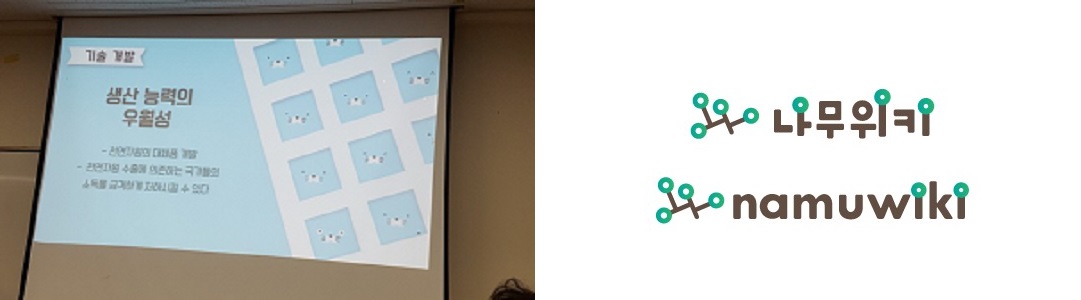 기술 개발
생산 능력의
우월성
- 천연자원의 대체품 개발
- 천연자원 수출에 의존하는 국가들의
소득을 급격하게 저하시킬 수 있다
나무위키
namuwiki